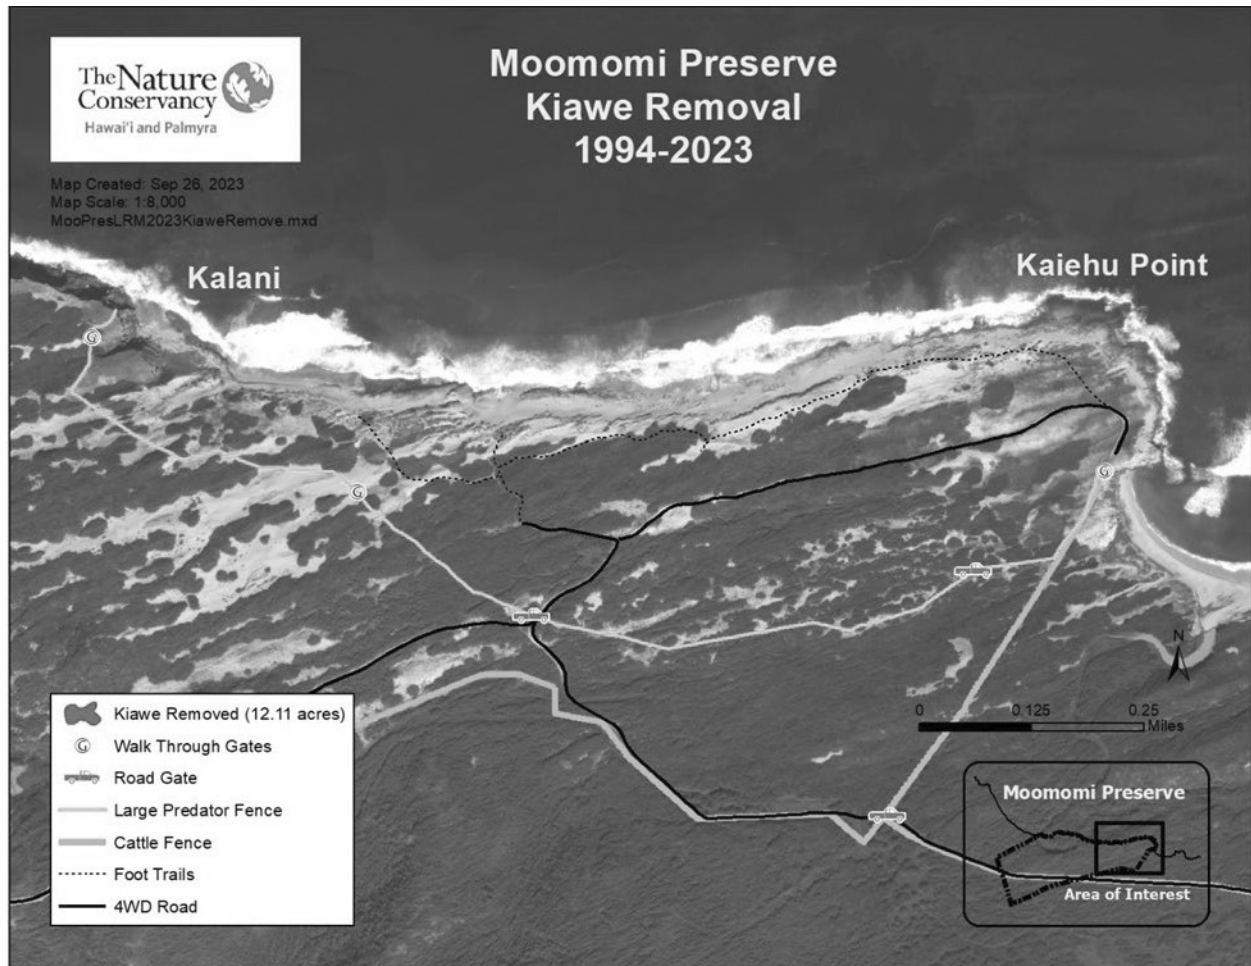 The Nature
Conservancy
Hawai'i and Palmyra
Moomomi Preserve
Kiawe Removal
1994-2023
Map Created: Sep 26, 2023
Map Scale: 1:8,000
MooPresLRM2023KiaweRemove.mxd
Kalani
Kaiehu Point
G
G
G
N
0 0.125 0.25
Miles
Kiawe Removed (12.11 acres)
G Walk Through Gates
Road Gate
Large Predator Fence
Cattle Fence
Foot Trails
4WD Road
Moomomi Preserve
Area of Interest